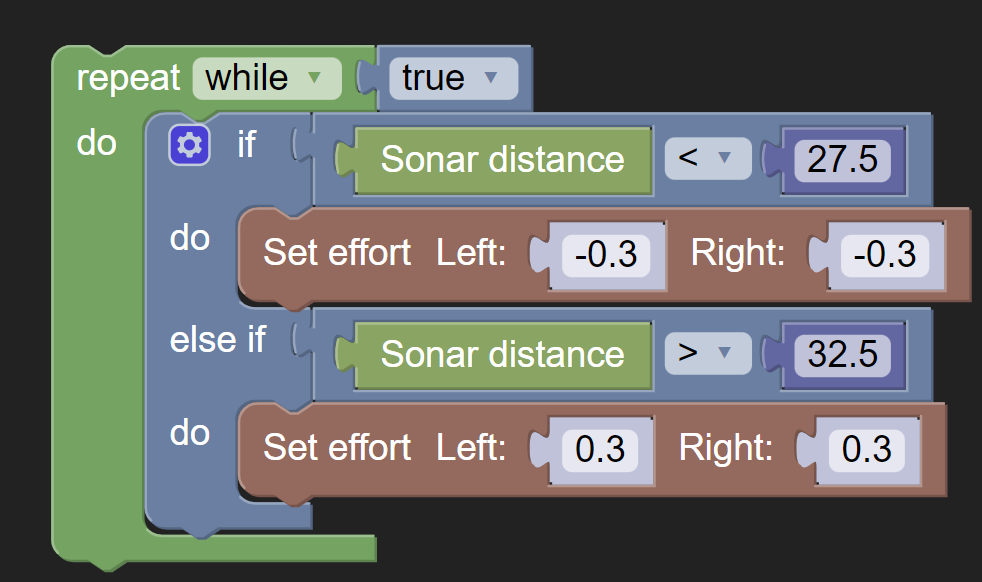 repeat while true
do if Sonar distance < 27.5
do Set effort Left: -0.3 Right: -0.3
else if Sonar distance > 32.5
do Set effort Left: 0.3 Right: 0.3